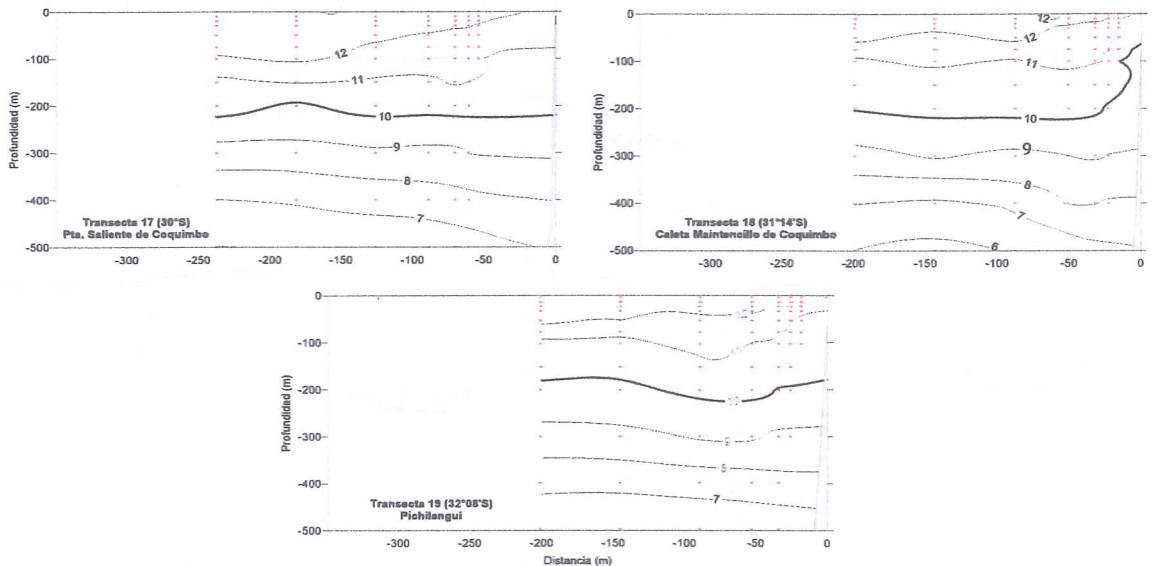 0
-100
-200
-300
-400
-500
Profundidad (m)
12
11
10
9
8
7
Transecta 17 (30°S)
Pta. Saliente de Coquimbo
-300 -250 -200 -150 -100 -50 0
0
-100
-200
-300
-400
-500
Profundidad (m)
12
12
11
10
9
8
7
6
Transecta 18 (31°14'S)
Caleta Maintencillo de Coquimbo
-300 -250 -200 -150 -100 -50 0
0
-100
-200
-300
-400
-500
Profundidad (m)
10
9
8
7
Transecta 19 (32°08'S)
Pichilangui
-300 -250 -200 -150 -100 -50 0
Distancia (m)